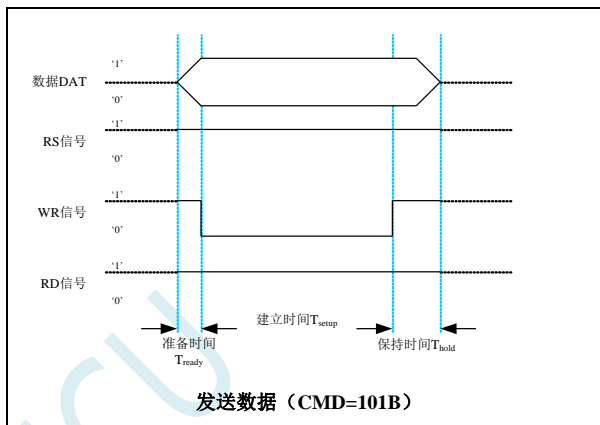 ‘1’
数据DAT
‘0’
‘1’
RS信号
‘0’
‘1’
WR信号
‘0’
‘1’
RD信号
‘0’
建立时间Tsetup
准备时间
Tready
保持时间Thold
发送数据（CMD=101B）